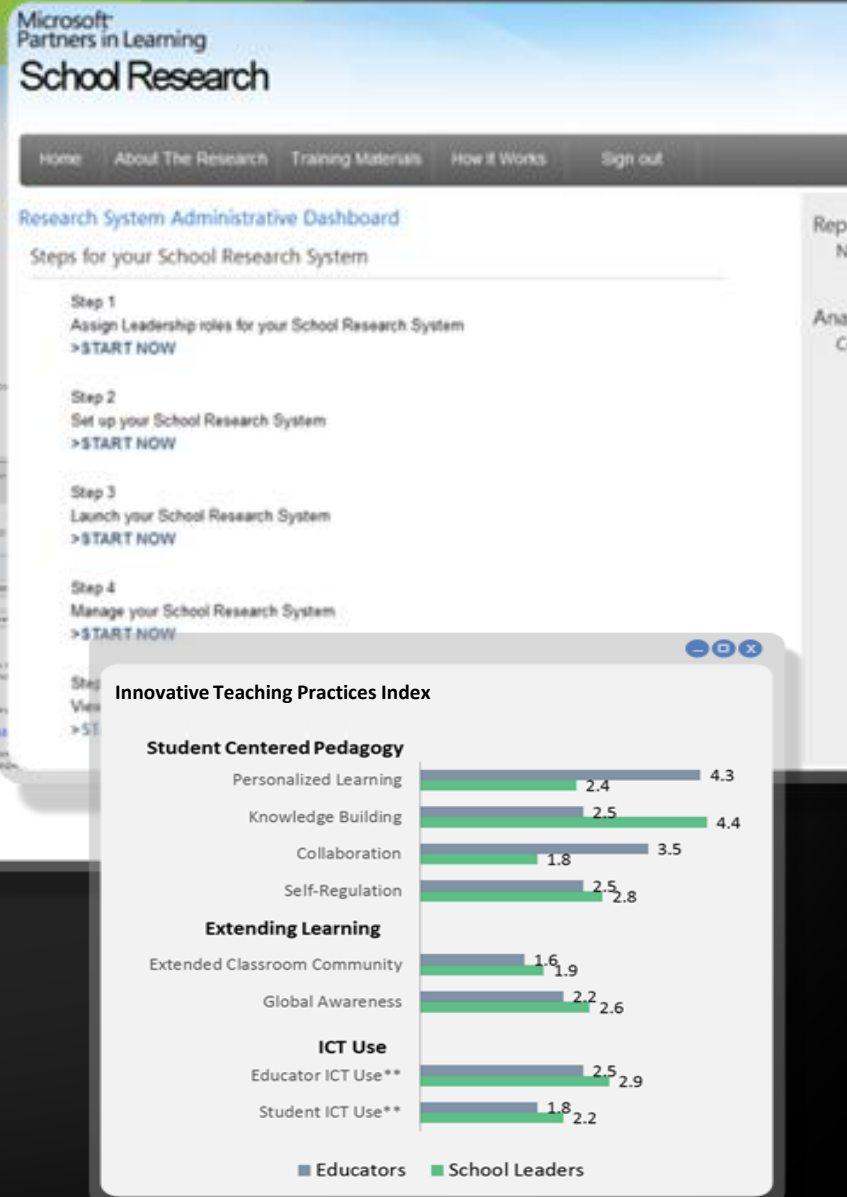 Microsoft
Partners in Learning
School Research
Home About The Research Training Materials How it Works Sign out
Research System Administrative Dashboard
Steps for your School Research System
Step 1
Assign Leadership roles for your School Research System
>START NOW
Step 2
Set up your School Research System
>START NOW
Step 3
Launch your School Research System
>START NOW
Step 4
Manage your School Research System
>START NOW
Step
Innovative Teaching Practices Index
Student Centered Pedagogy
Personalized Learning 4.3
2.4
Knowledge Building 2.5
4.4
Collaboration 3.5
1.8
Self-Regulation 2.5
2.8
Extending Learning
Extended Classroom Community 1.6
1.9
Global Awareness 2.2
2.6
ICT Use
Educator ICT Use** 2.5
2.9
Student ICT Use** 1.8
2.2
Educators School Leaders